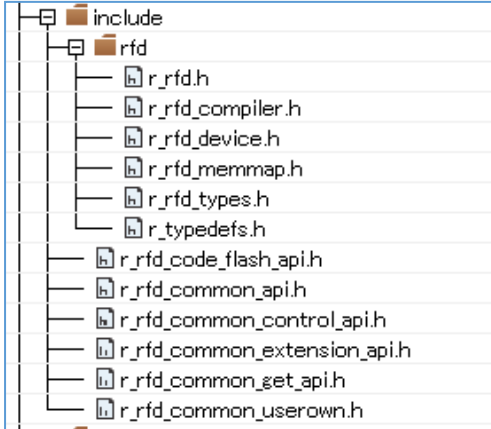 include
rfd
r_rfd.h
r_rfd_compiler.h
r_rfd_device.h
r_rfd_memmap.h
r_rfd_types.h
r_typedefs.h
r_rfd_code_flash_api.h
r_rfd_common_api.h
r_rfd_common_control_api.h
r_rfd_common_extension_api.h
r_rfd_common_get_api.h
r_rfd_common_userown.h